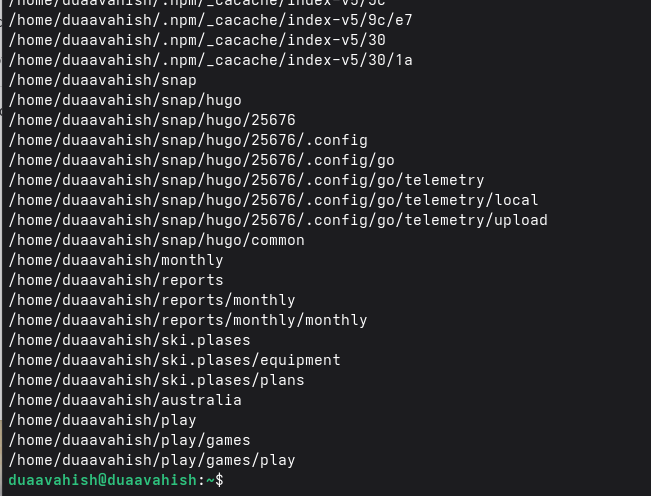 /home/duaavahish/.npm/_cacache/index-v5/9c/e7
/home/duaavahish/.npm/_cacache/index-v5/30
/home/duaavahish/.npm/_cacache/index-v5/30/1a
/home/duaavahish/snap
/home/duaavahish/snap/hugo
/home/duaavahish/snap/hugo/25676
/home/duaavahish/snap/hugo/25676/.config
/home/duaavahish/snap/hugo/25676/.config/go
/home/duaavahish/snap/hugo/25676/.config/go/telemetry
/home/duaavahish/snap/hugo/25676/.config/go/telemetry/local
/home/duaavahish/snap/hugo/25676/.config/go/telemetry/upload
/home/duaavahish/snap/hugo/common
/home/duaavahish/monthly
/home/duaavahish/reports
/home/duaavahish/reports/monthly
/home/duaavahish/reports/monthly/monthly
/home/duaavahish/ski.plases
/home/duaavahish/ski.plases/equipment
/home/duaavahish/ski.plases/plans
/home/duaavahish/australia
/home/duaavahish/play
/home/duaavahish/play/games
/home/duaavahish/play/games/play
duaavahish@duaavahish:~$